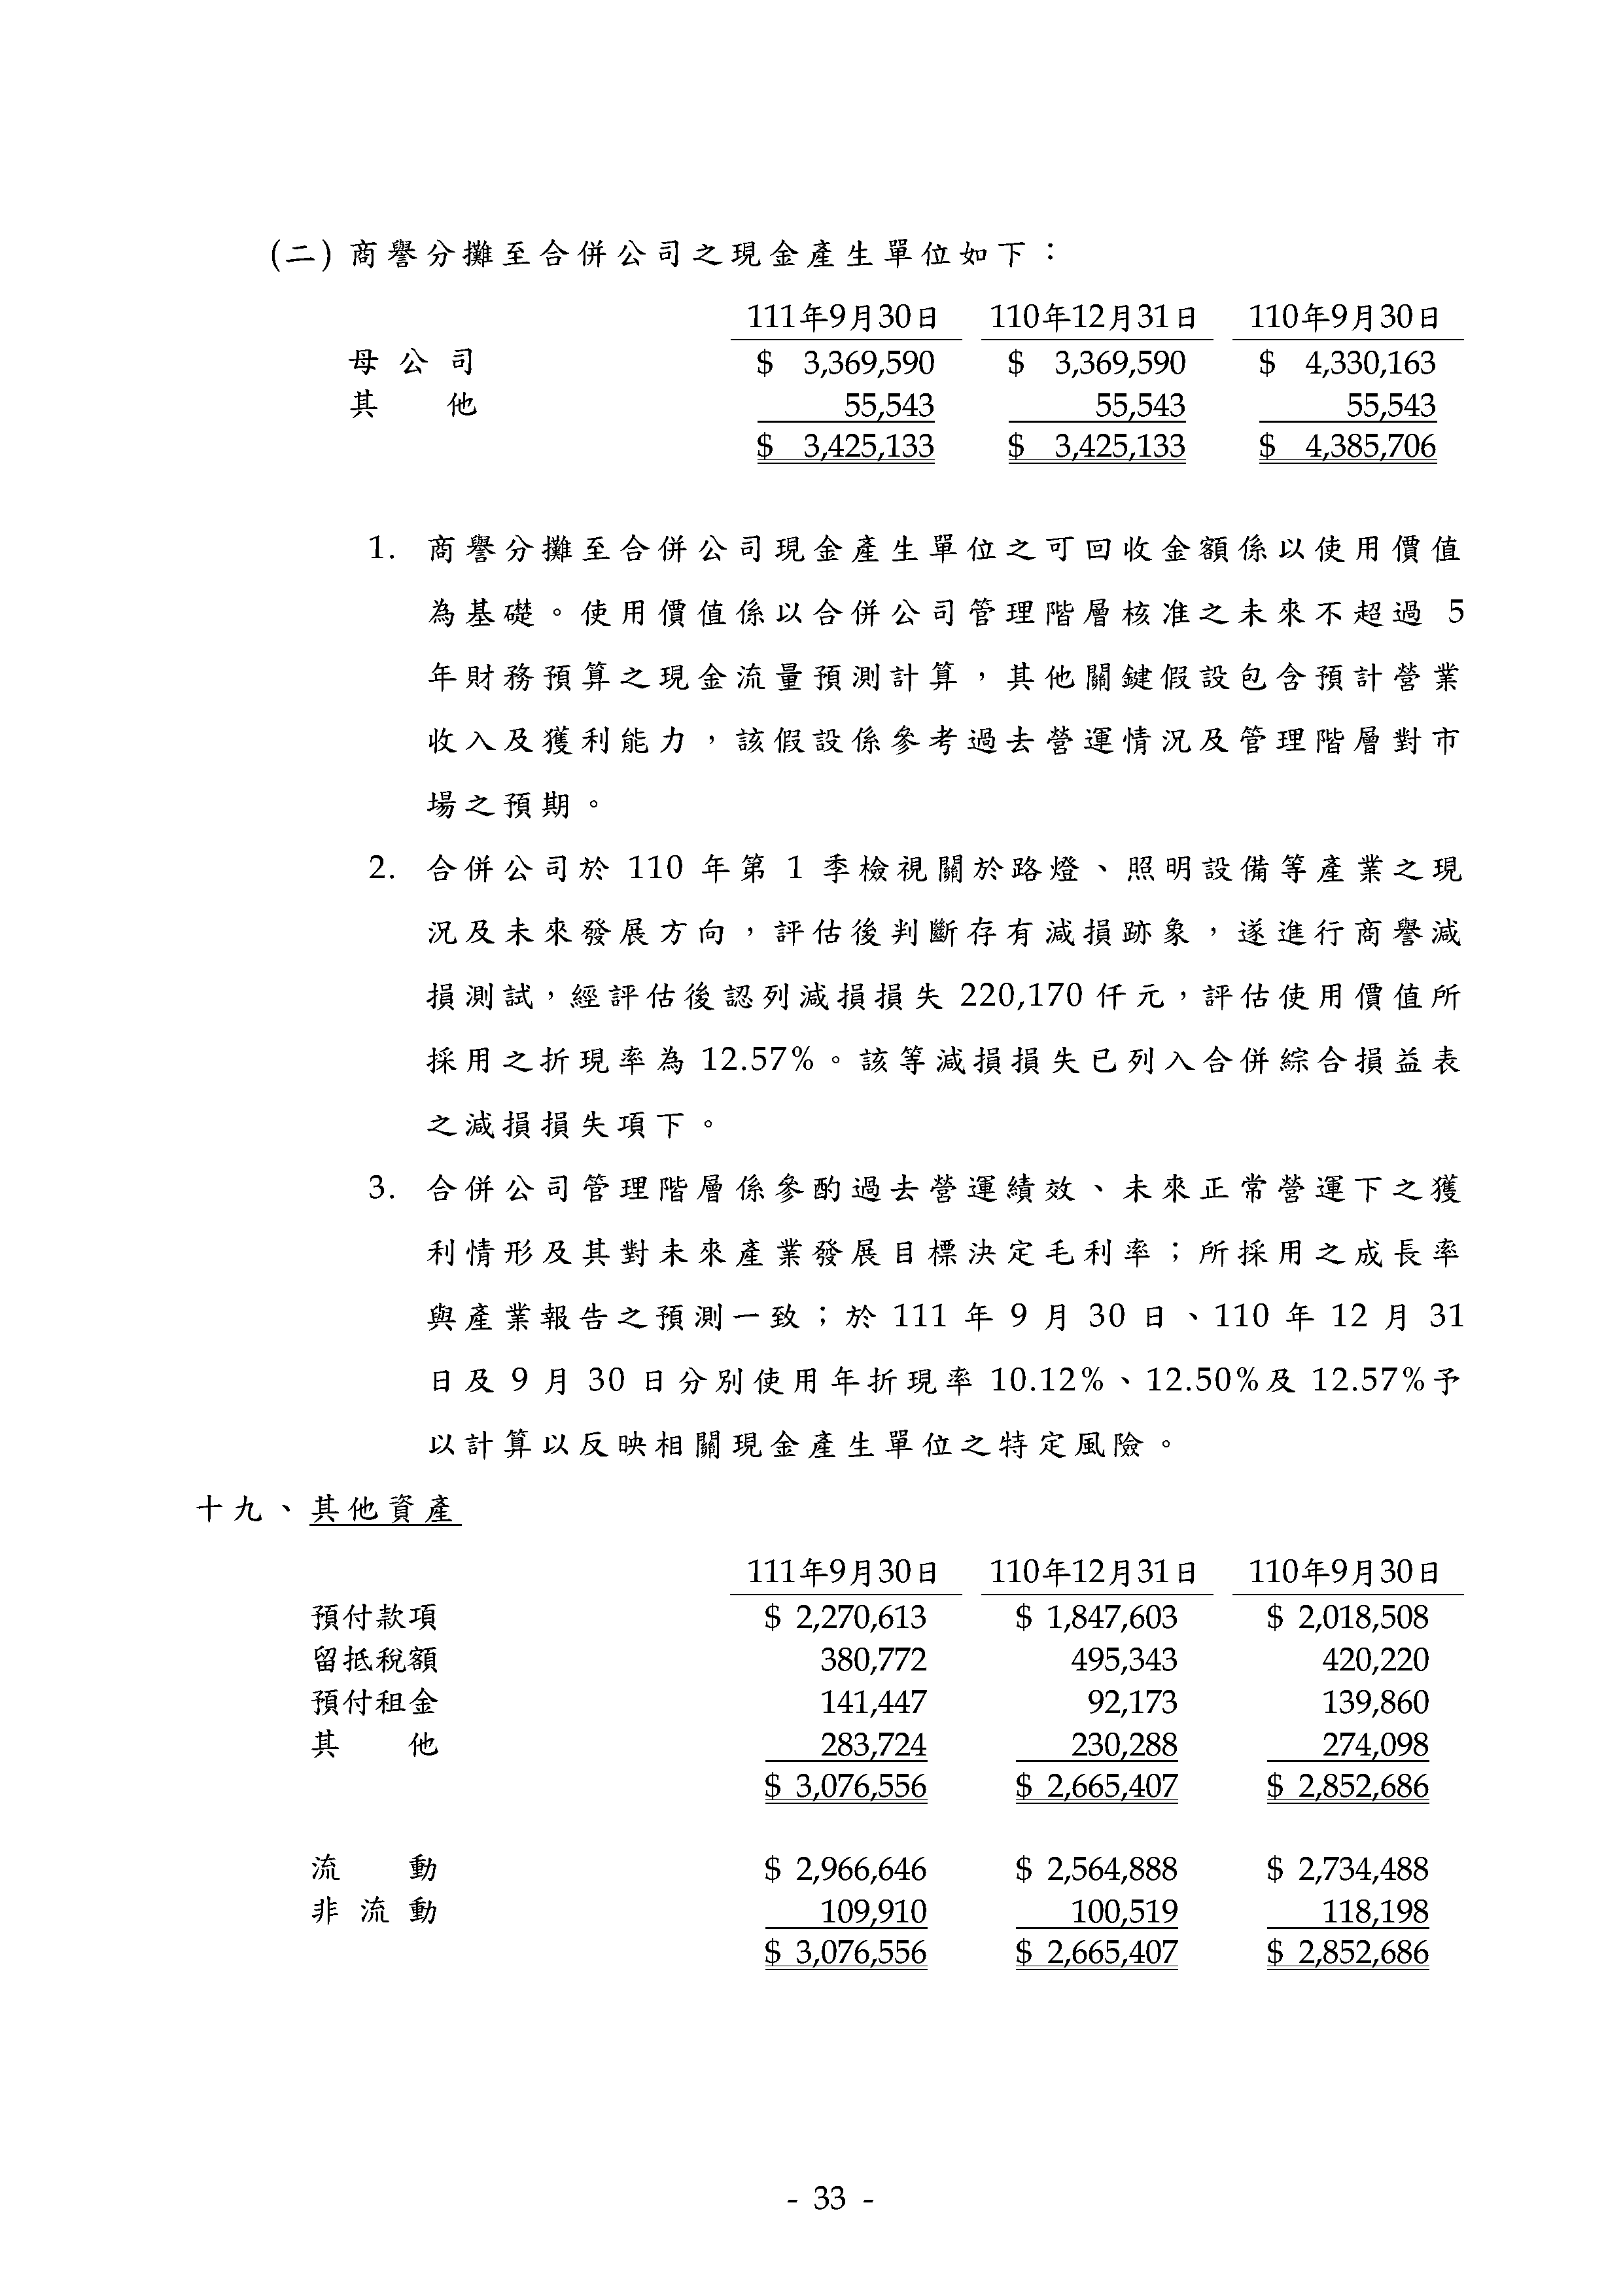 (二) 商譽分攤至合併公司之現金產生單位如下：
111年9月30日 110年12月31日 110年9月30日
母公司 $ 3,369,590 $ 3,369,590 $ 4,330,163
其他 55,543 55,543 55,543
$ 3,425,133 $ 3,425,133 $ 4,385,706
1. 商譽分攤至合併公司現金產生單位之可回收金額係以使用價值
為基礎。使用價值係以合併公司管理階層核准之未來不超過 5
年財務預算之現金流量預測計算，其他關鍵假設包含預計營業
收入及獲利能力，該假設係參考過去營運情況及管理階層對市
場之預期。
2. 合併公司於 110 年第 1 季檢視關於路燈、照明設備等產業之現
況及未來發展方向，評估後判斷存有減損跡象，遂進行商譽減
損測試，經評估後認列減損損失 220,170 仟元，評估使用價值所
採用之折現率為 12.57%。該等減損損失已列入合併綜合損益表
之減損損失項下。
3. 合併公司管理階層係參酌過去營運績效、未來正常營運下之獲
利情形及其對未來產業發展目標決定毛利率；所採用之成長率
與產業報告之預測一致；於 111 年 9 月 30 日、110 年 12 月 31
日及 9 月 30 日分別使用年折現率 10.12%、12.50%及 12.57%予
以計算以反映相關現金產生單位之特定風險。
十九、其他資產
111年9月30日 110年12月31日 110年9月30日
預付款項 $ 2,270,613 $ 1,847,603 $ 2,018,508
留抵稅額 380,772 495,343 420,220
預付租金 141,447 92,173 139,860
其他 283,724 230,288 274,098
$ 3,076,556 $ 2,665,407 $ 2,852,686
流動 $ 2,966,646 $ 2,564,888 $ 2,734,488
非流動 109,910 100,519 118,198
$ 3,076,556 $ 2,665,407 $ 2,852,686
- 33 -